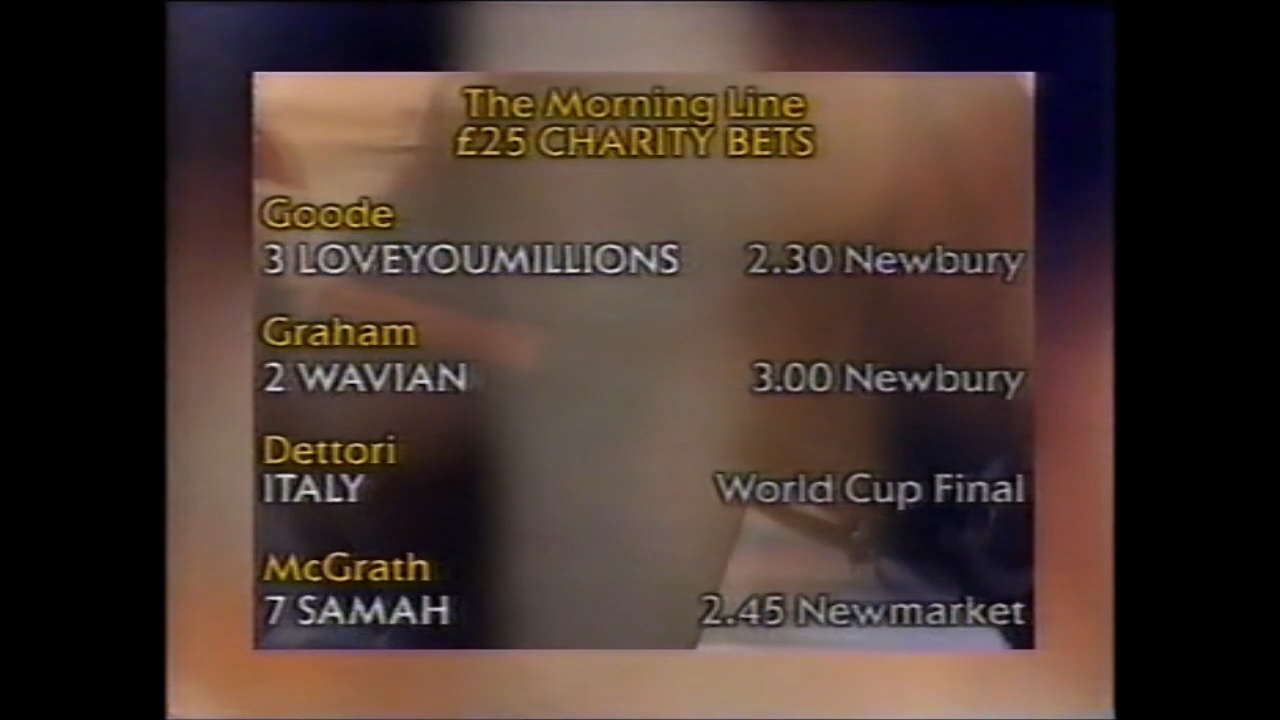 The Morning Line
£25 CHARITY BETS
Goode
3 LOVEYOUMILLIONS 2.30 Newbury
Graham
2 WAVIAN 3.00 Newbury
Dettori
ITALY World Cup Final
McGrath
7 SAMAH 2.45 Newmarket